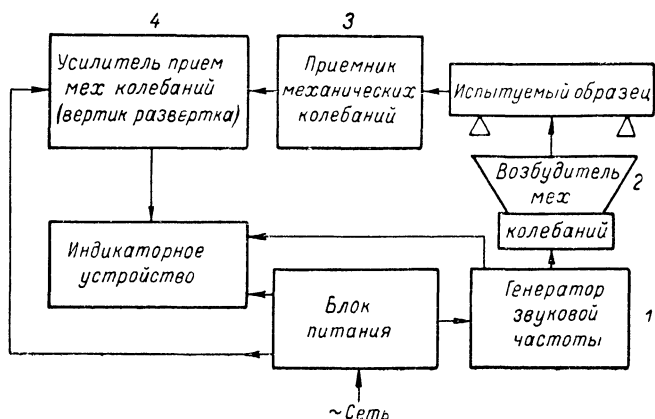 4
Усилитель прием
мех колебаний
(вертик развертка)
3
Приемник
механических
колебаний
Испытуемый образец
Возбудитель
мех
колебаний
2
Индикаторное
устройство
Блок
питания
Генератор
звуковой
частоты
1
~Сеть